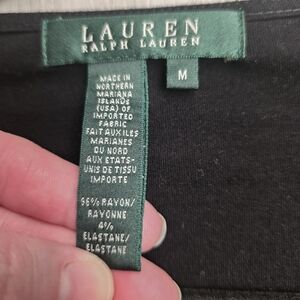 LAUREN
RALPH LAUREN
M
MADE IN
NORTHERN
MARIANA
ISLANDS
(USA) OF
IMPORTED
FABRIC
FAIT AUX ILES
MARIANES
DU NORD
AUX ETATS-
UNIS DE TISSU
IMPORTE
96% RAYON/
RAYONNE
4%
ELASTANE/
ELASTANE